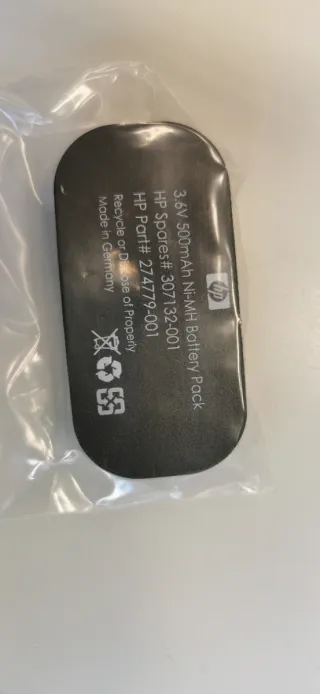 hp
3.6V 500mAh Ni-MH Battery Pack
HP Spares# 307132-001
HP Part# 274779-001
Recycle or Dispose of Properly
Made in Germany